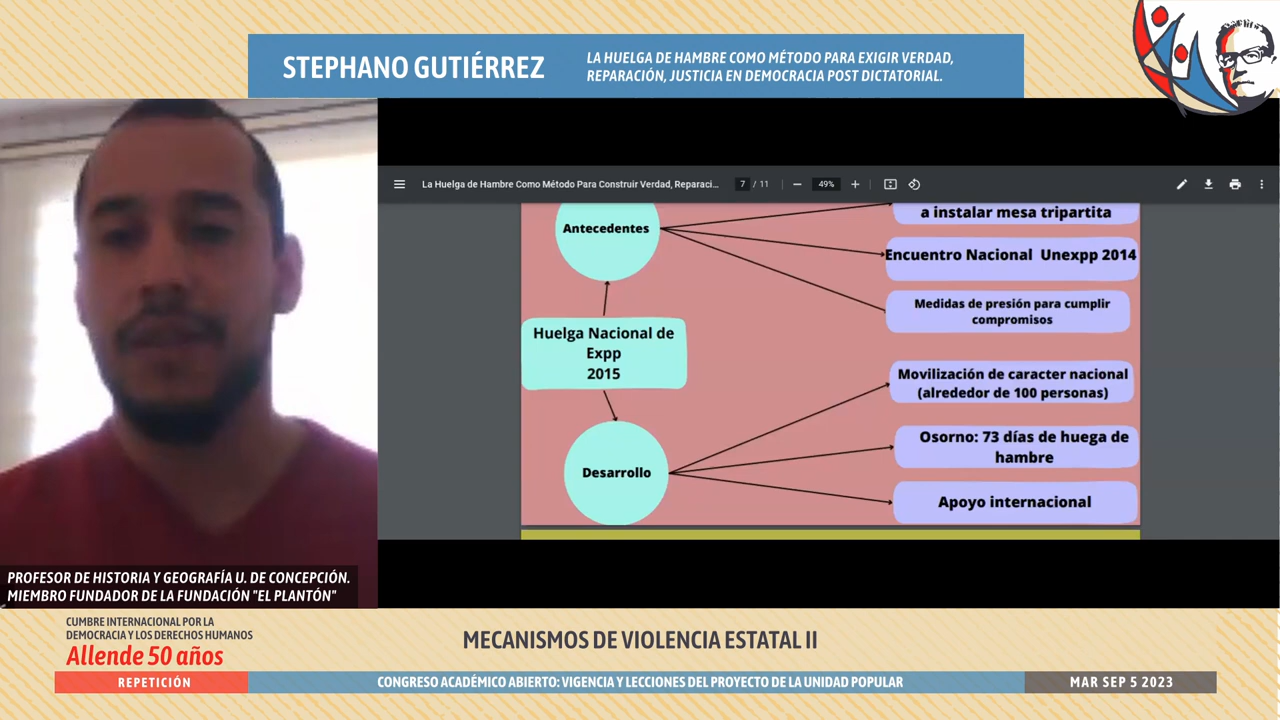 STEPHANO GUTIÉRREZ
LA HUELGA DE HAMBRE COMO MÉTODO PARA EXIGIR VERDAD,
REPARACIÓN, JUSTICIA EN DEMOCRACIA POST DICTATORIAL.
La Huelga de Hambre Como Método Para Construir Verdad, Reparaci...
7 / 11
49%
Antecedentes
a instalar mesa tripartita
Encuentro Nacional Unexpp 2014
Medidas de presión para cumplir
compromisos
Huelga Nacional de
Expp
2015
Movilización de caracter nacional
(alrededor de 100 personas)
Desarrollo
Osorno: 73 días de huega de
hambre
Apoyo internacional
PROFESOR DE HISTORIA Y GEOGRAFÍA U. DE CONCEPCIÓN.
MIEMBRO FUNDADOR DE LA FUNDACIÓN "EL PLANTÓN"
CUMBRE INTERNACIONAL POR LA
DEMOCRACIA Y LOS DERECHOS HUMANOS
Allende 50 años
MECANISMOS DE VIOLENCIA ESTATAL II
REPETICIÓN
CONGRESO ACADÉMICO ABIERTO: VIGENCIA Y LECCIONES DEL PROYECTO DE LA UNIDAD POPULAR
MAR SEP 5 2023